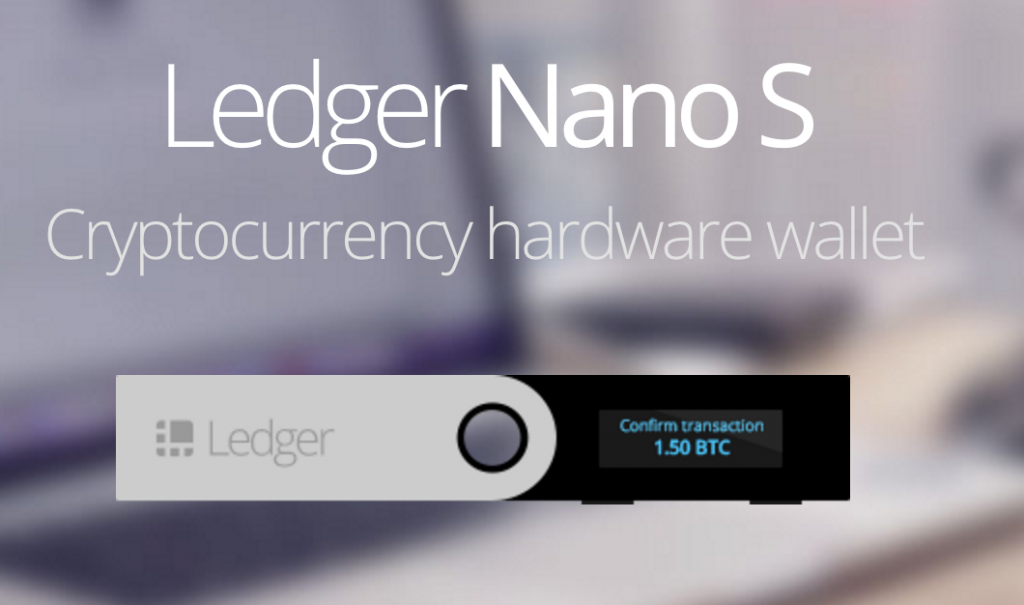 Ledger Nano S
Cryptocurrency hardware wallet
Ledger
Confirm transaction
1.50 BTC